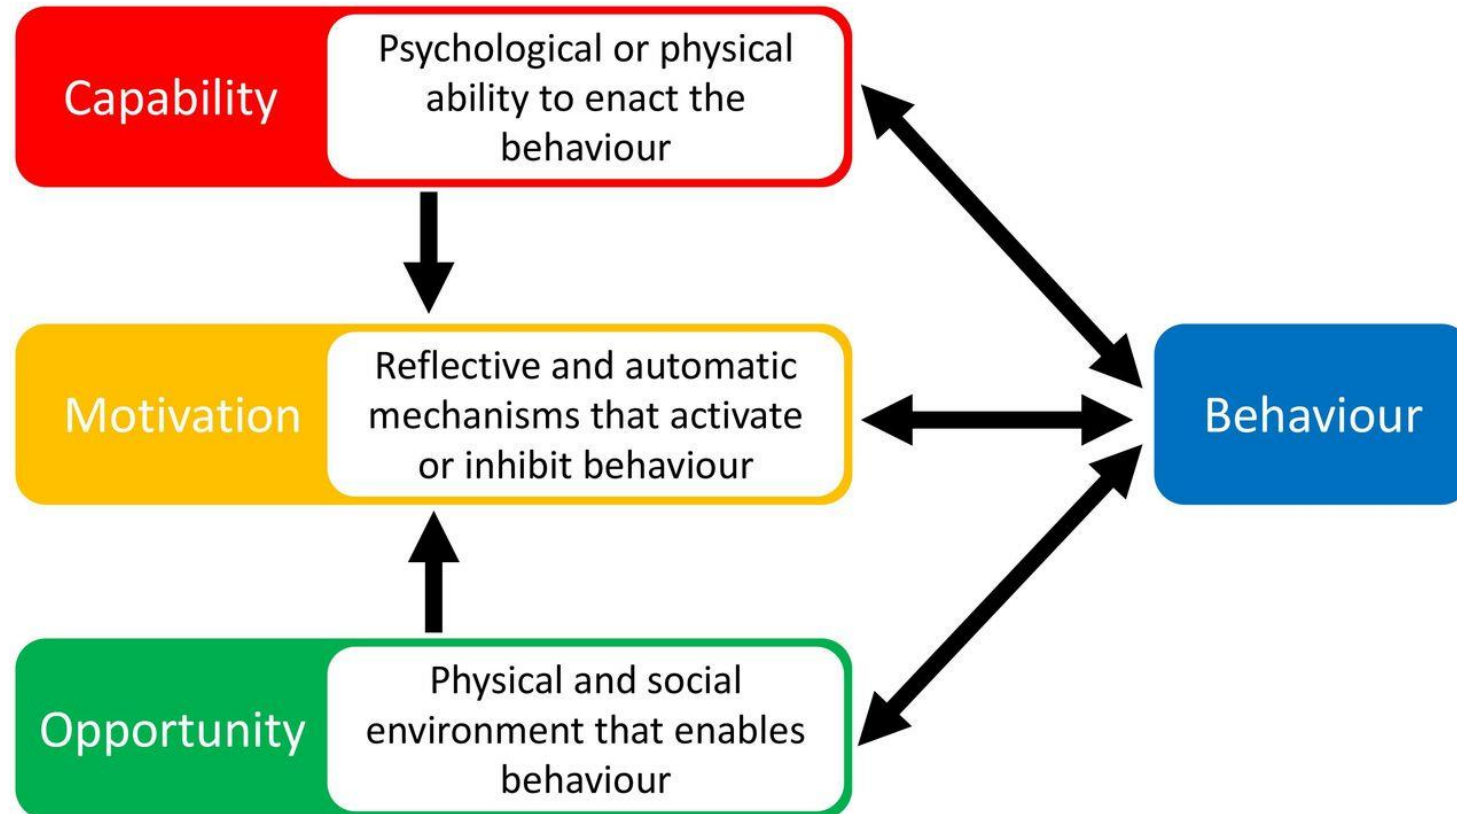 Capability
Psychological or physical
ability to enact the
behaviour
Motivation
Reflective and automatic
mechanisms that activate
or inhibit behaviour
Behaviour
Opportunity
Physical and social
environment that enables
behaviour